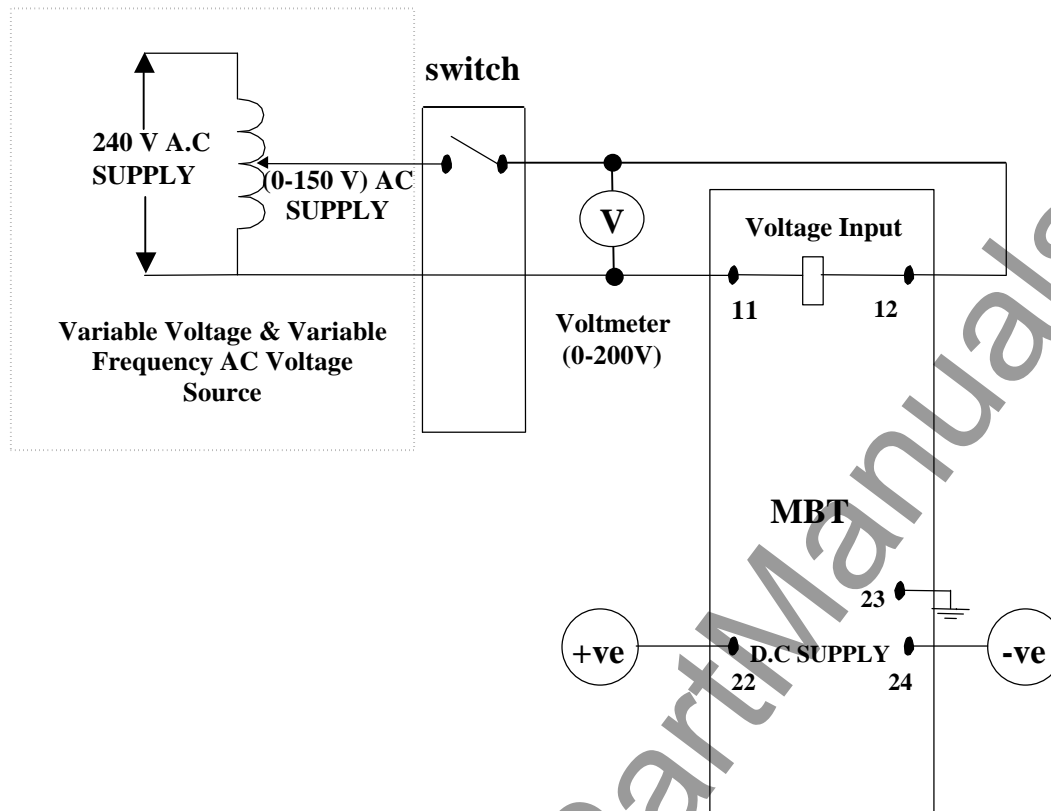 switch
240 V A.C
SUPPLY
(0-150 V) AC
SUPPLY
V
Voltage Input
11
12
Voltmeter
(0-200V)
Variable Voltage & Variable
Frequency AC Voltage
Source
MBT
23
+ve
D.C SUPPLY
-ve
22
24
artManuals